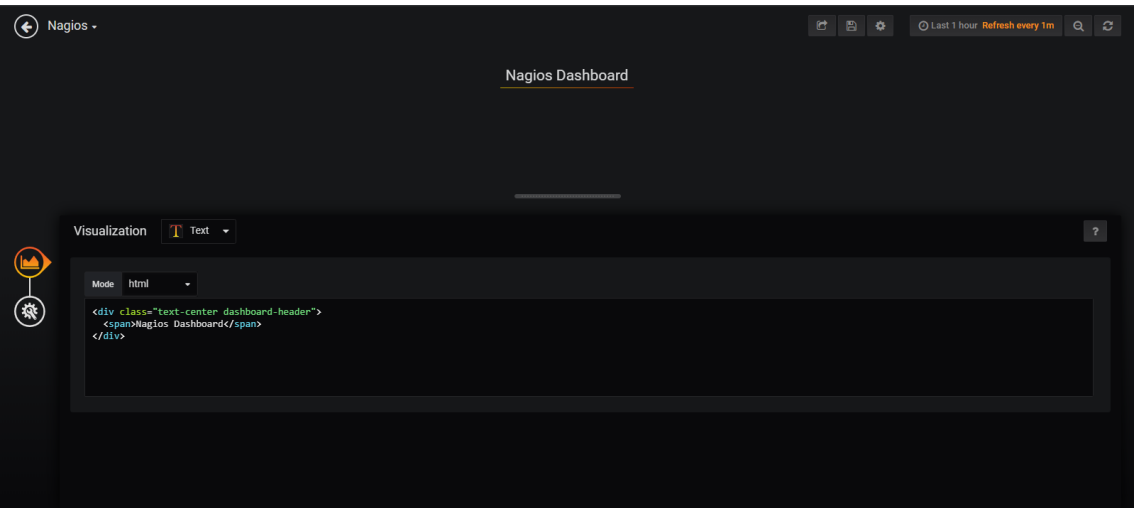 Nagios
Last 1 hour Refresh every 1m
Nagios Dashboard
Visualization Text
?
Mode html
<div class="text-center dashboard-header">
<span>Nagios Dashboard</span>
</div>